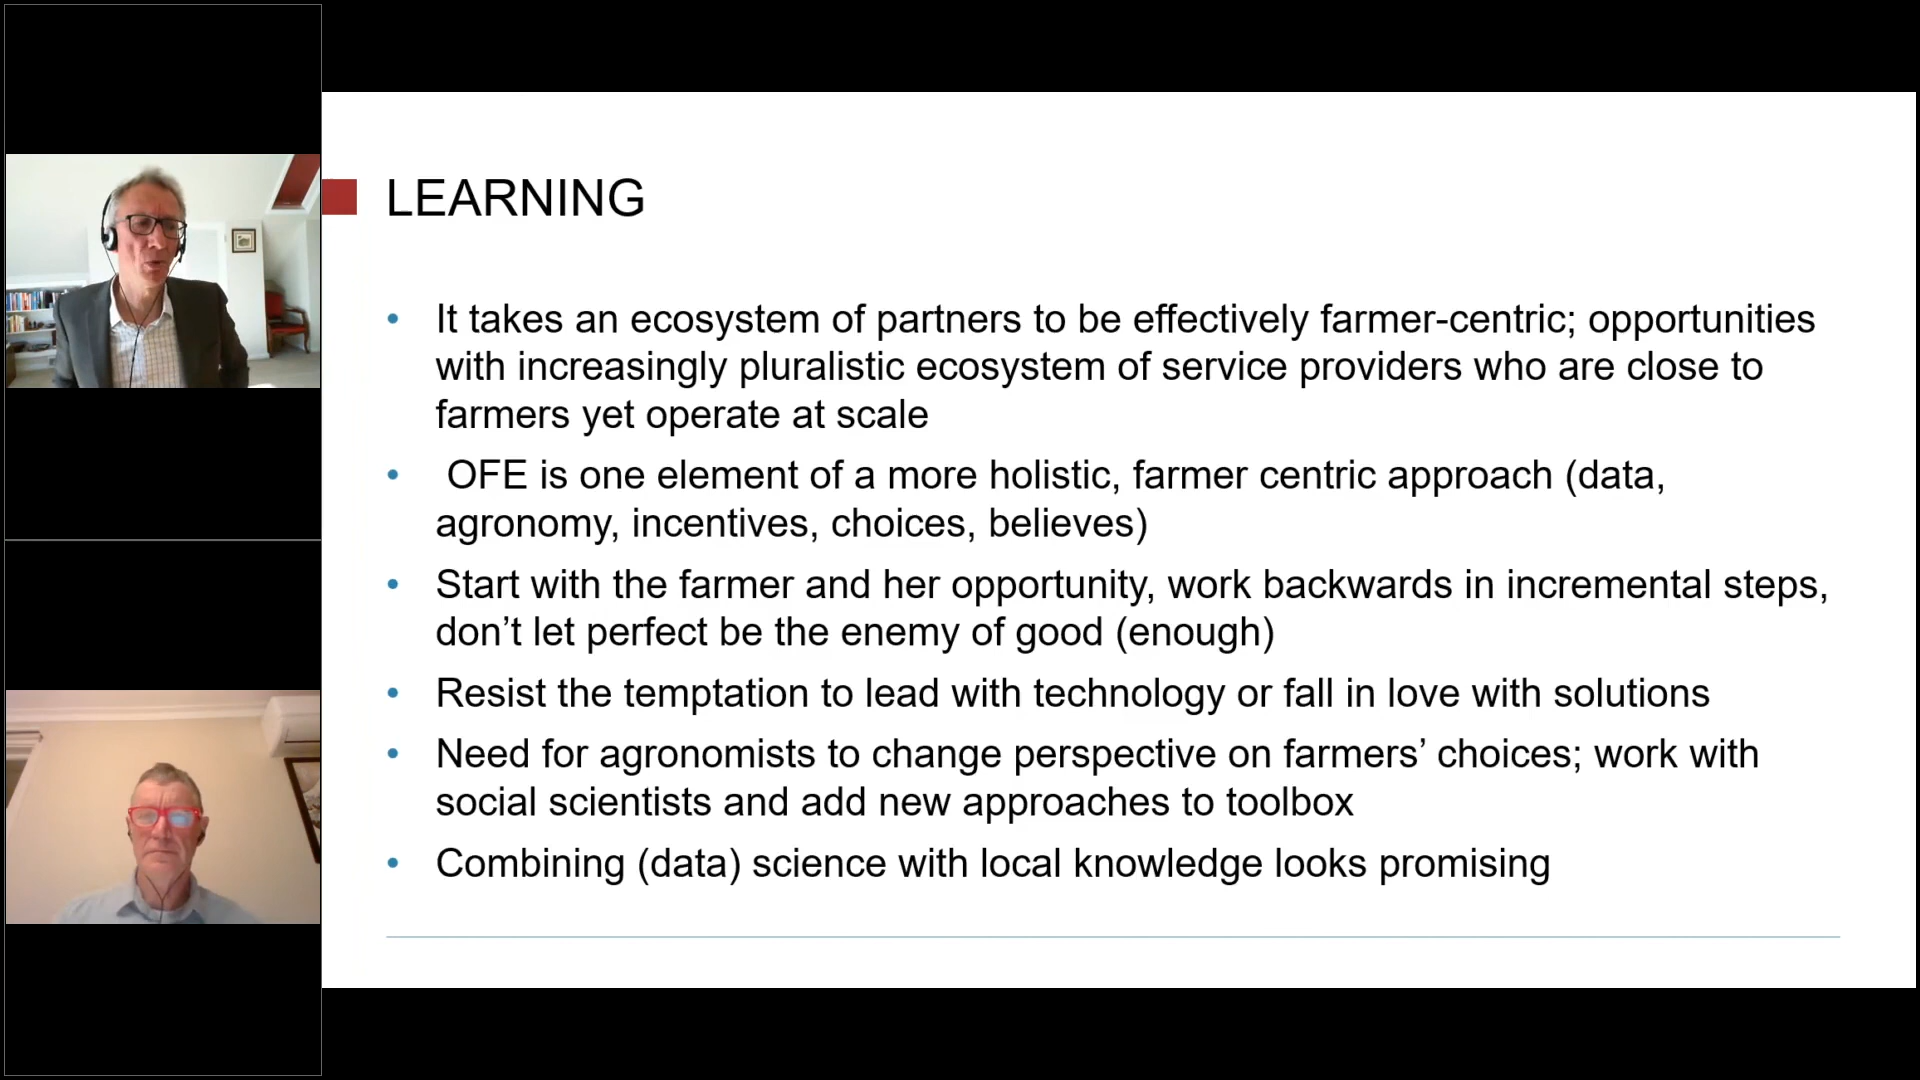 LEARNING
• It takes an ecosystem of partners to be effectively farmer-centric; opportunities
with increasingly pluralistic ecosystem of service providers who are close to
farmers yet operate at scale
• OFE is one element of a more holistic, farmer centric approach (data,
agronomy, incentives, choices, believes)
• Start with the farmer and her opportunity, work backwards in incremental steps,
don’t let perfect be the enemy of good (enough)
• Resist the temptation to lead with technology or fall in love with solutions
• Need for agronomists to change perspective on farmers’ choices; work with
social scientists and add new approaches to toolbox
• Combining (data) science with local knowledge looks promising